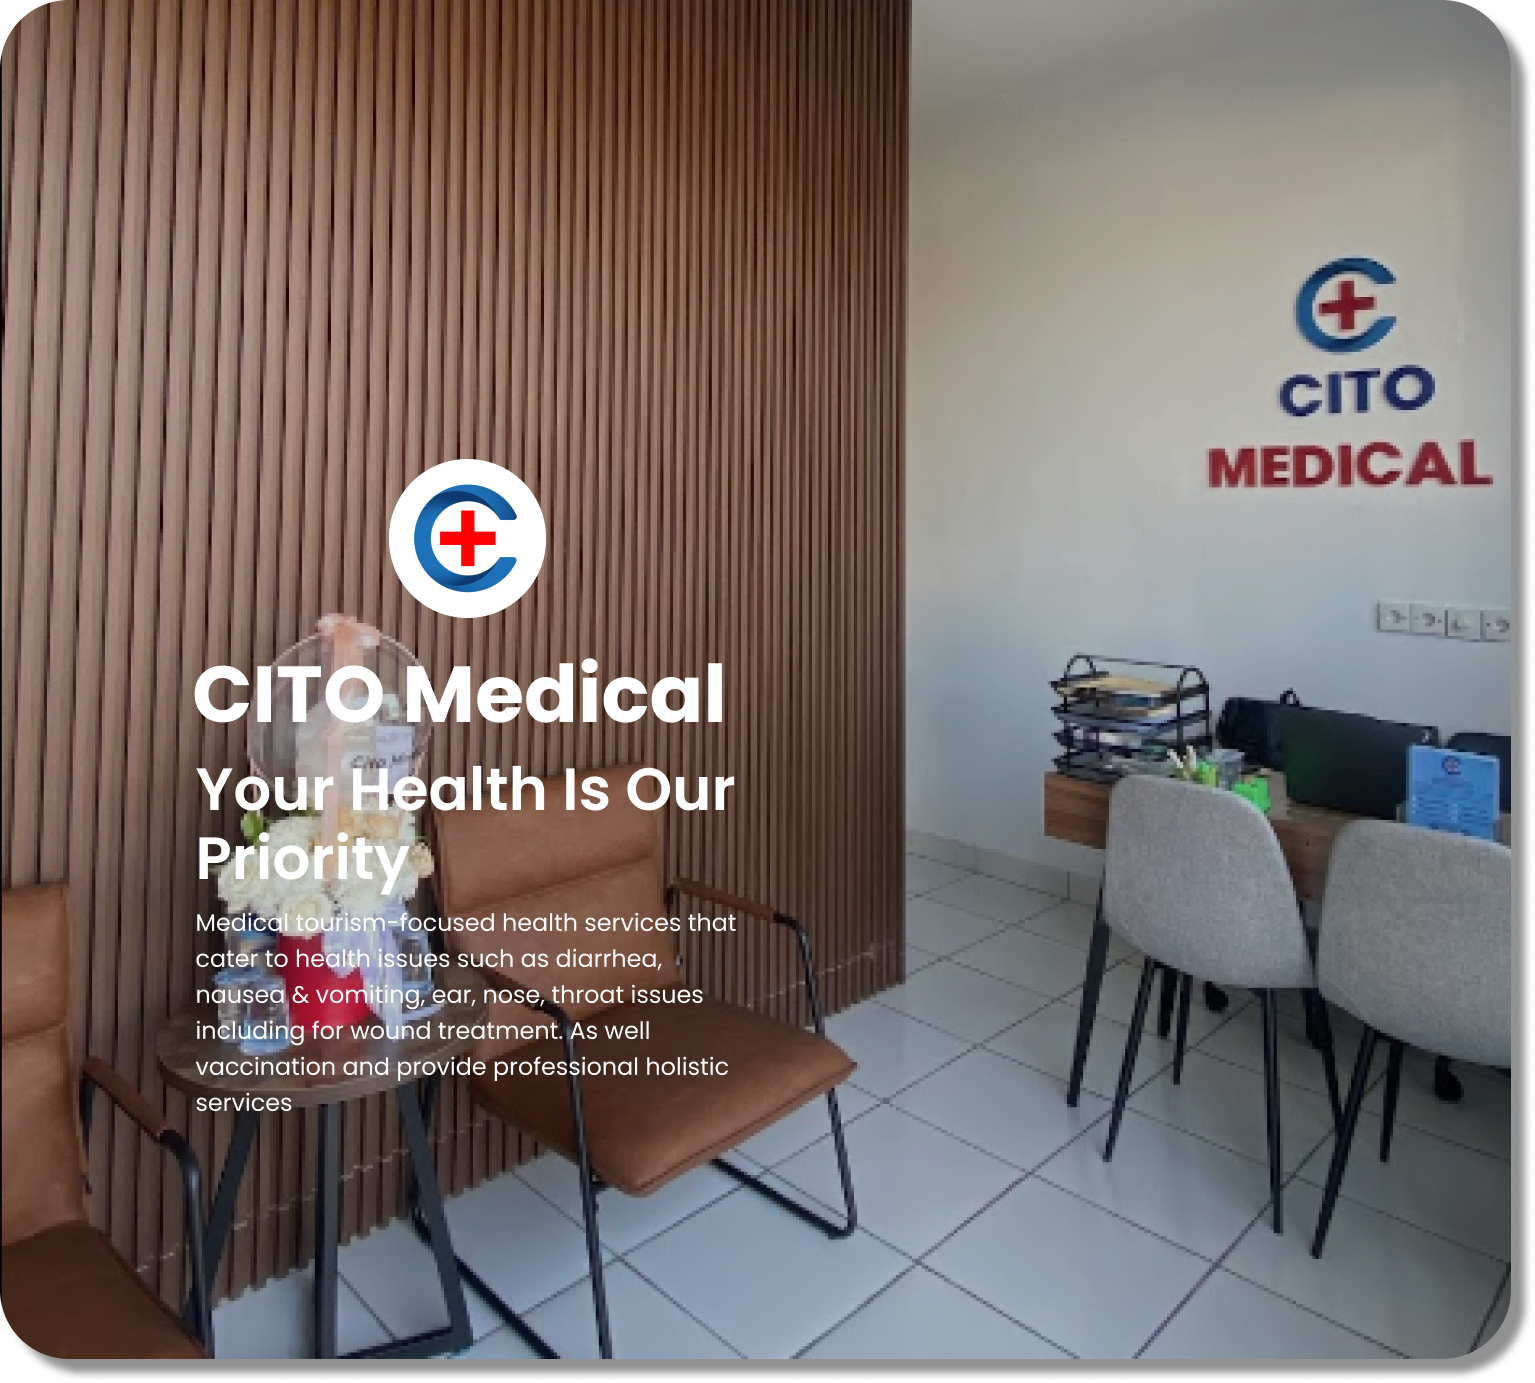 CITO
MEDICAL
CITO Medical
Your Health Is Our
Priority
Medical tourism-focused health services that
cater to health issues such as diarrhea,
nausea & vomiting, ear, nose, throat issues
including for wound treatment. As well
vaccination and provide professional holistic
services